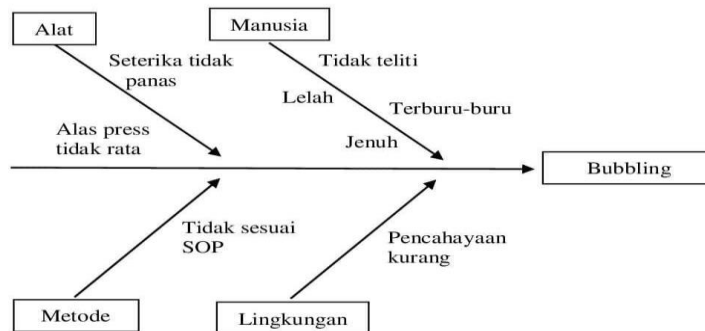 Alat
Manusia
Seterika tidak
panas
Tidak teliti
Lelah
Terburu-buru
Alas press
tidak rata
Jenuh
Bubbling
Tidak sesuai
SOP
Pencahayaan
kurang
Metode
Lingkungan